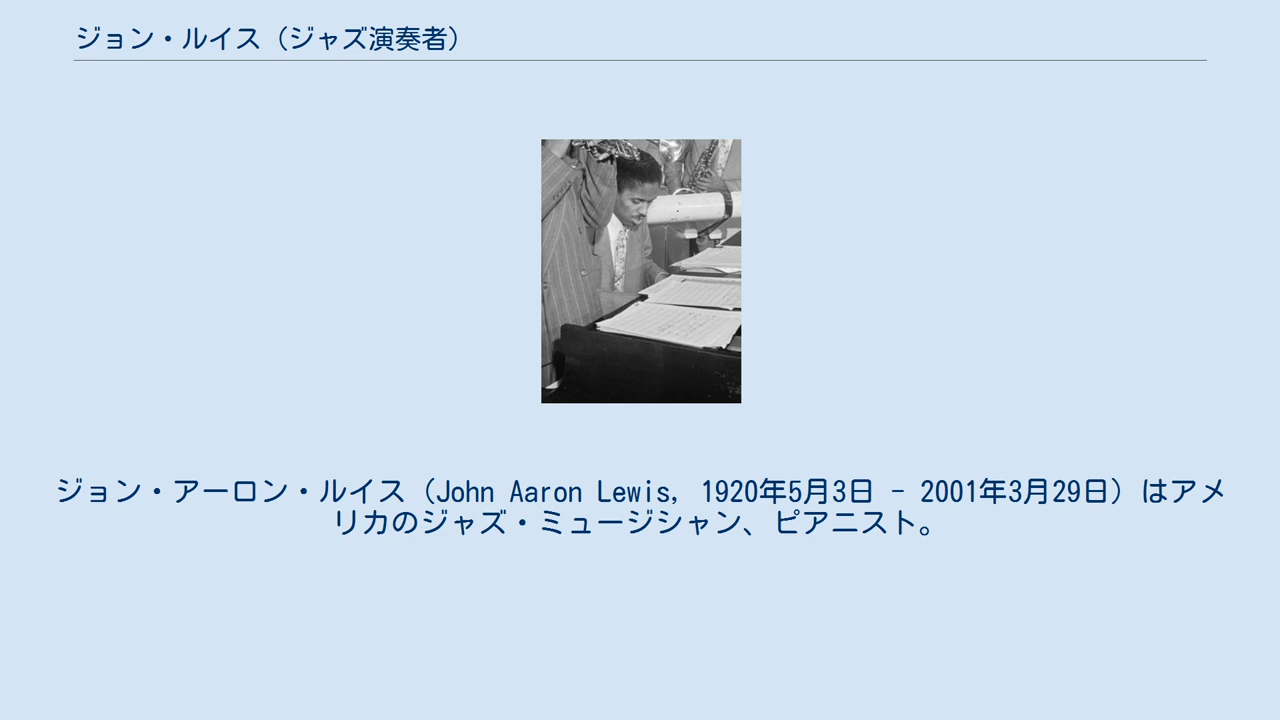 ジョン・ルイス（ジャズ演奏者）
ジョン・アーロン・ルイス（John Aaron Lewis, 1920年5月3日 - 2001年3月29日）はアメ
リカのジャズ・ミュージシャン、ピアニスト。